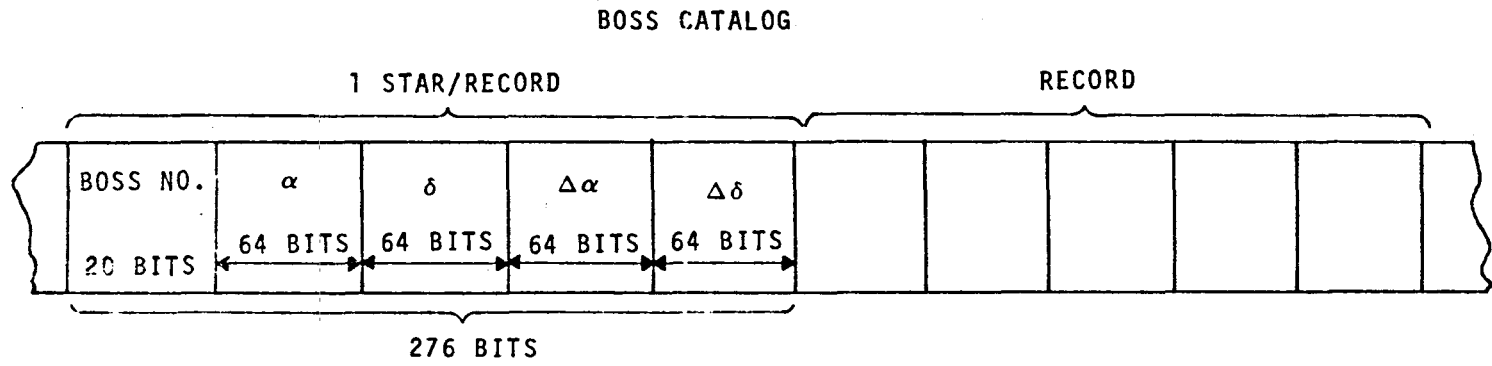 BOSS CATALOG
1 STAR/RECORD
RECORD
BOSS NO.
α
δ
Δα
Δδ
64 BITS
64 BITS
64 BITS
64 BITS
20 BITS
276 BITS